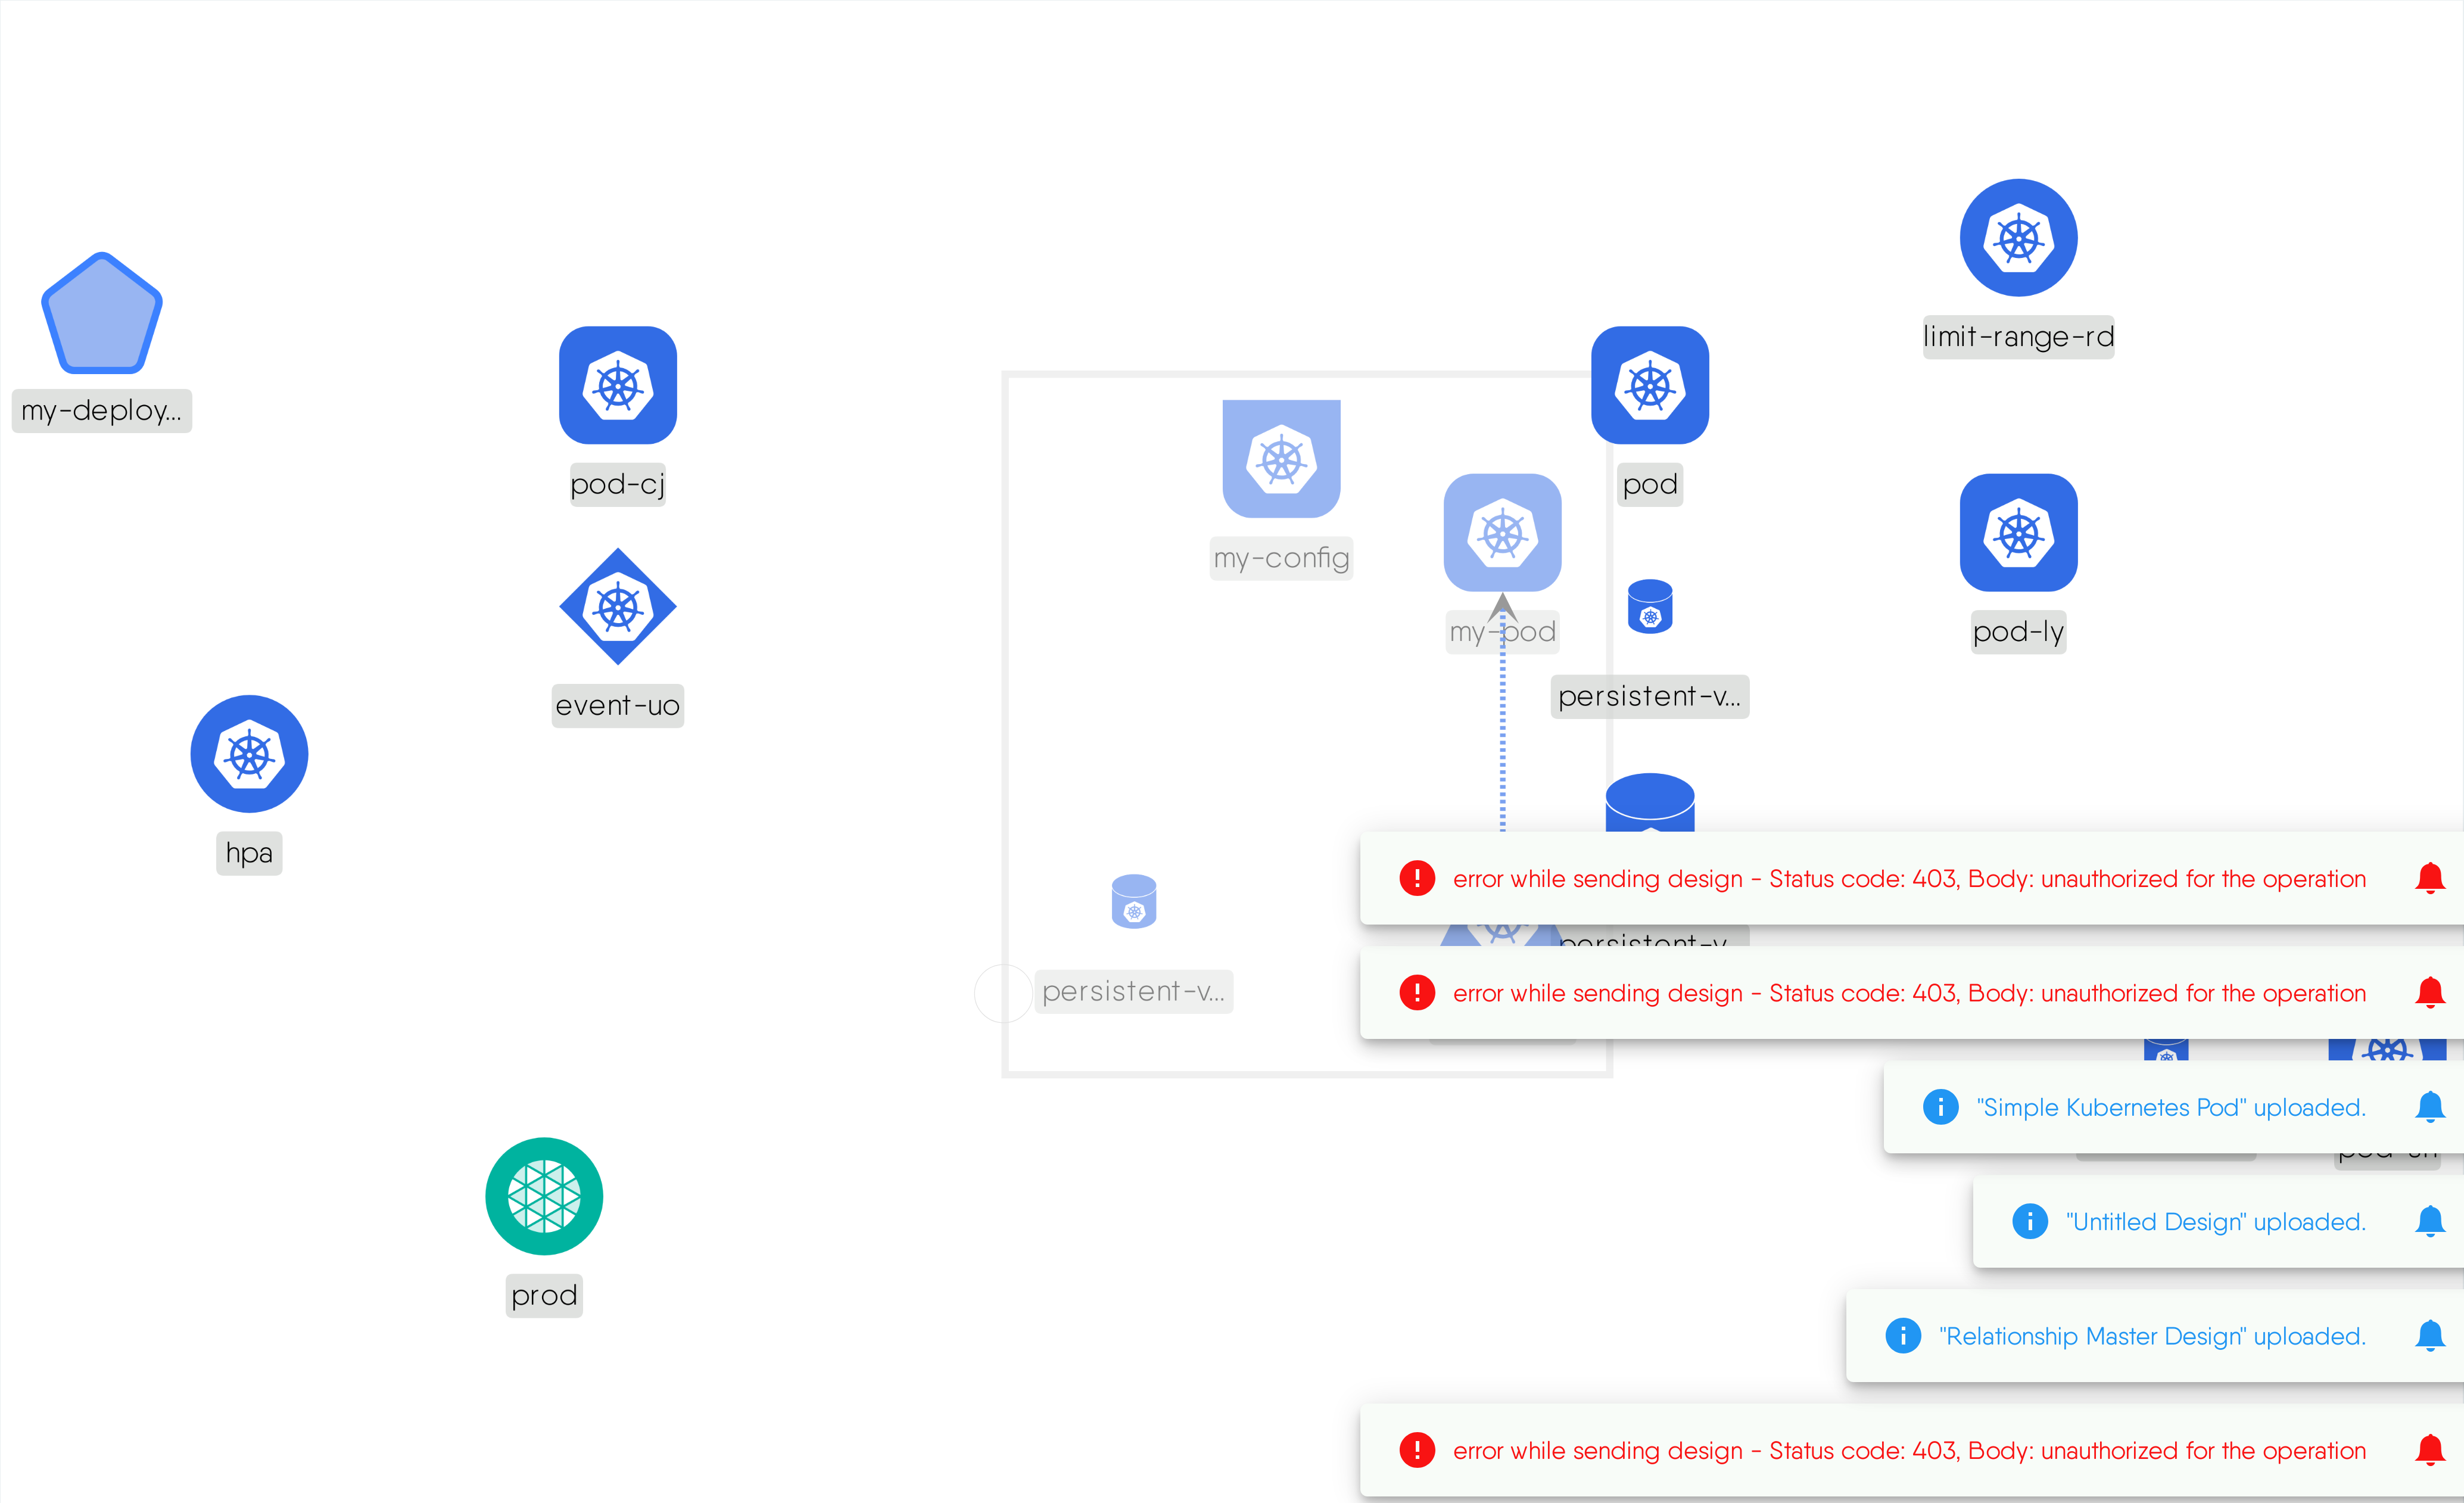 limit-range-rd
my-deploy...
pod-cj
pod
my-config
my-pod
pod-ly
persistent-v...
event-uo
hpa
error while sending design - Status code: 403, Body: unauthorized for the operation
persistent-v...
error while sending design - Status code: 403, Body: unauthorized for the operation
"Simple Kubernetes Pod" uploaded.
"Untitled Design" uploaded.
prod
"Relationship Master Design" uploaded.
error while sending design - Status code: 403, Body: unauthorized for the operation